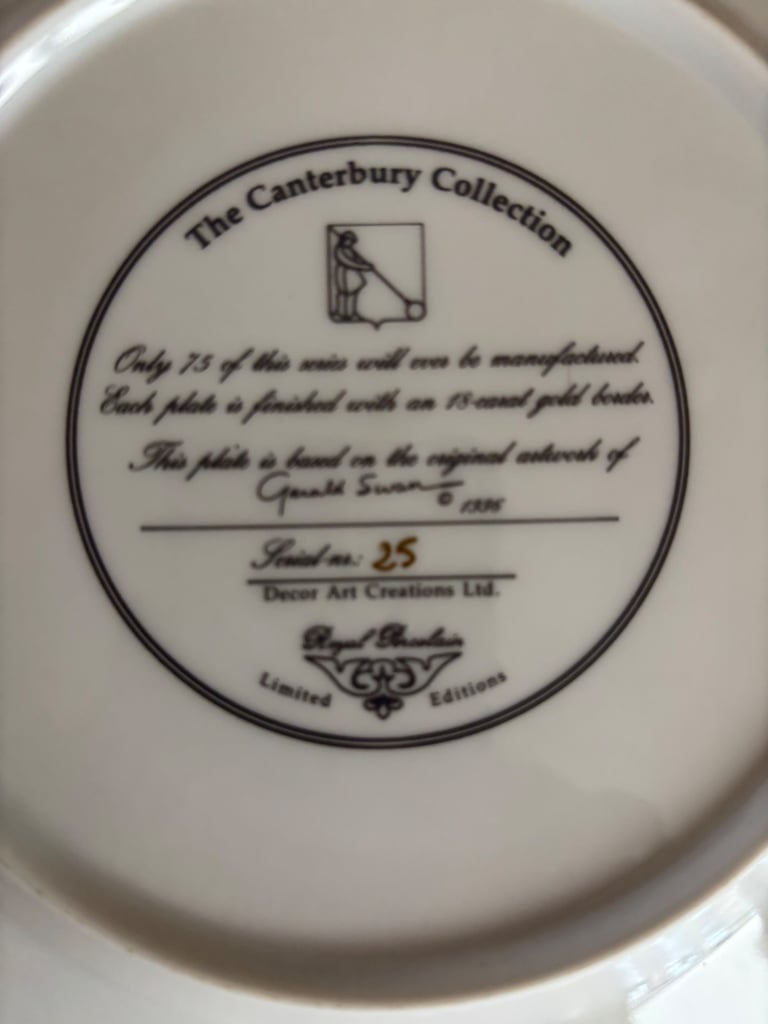 The Canterbury Collection
Only 75 of this series will ever be manufactured.
Each plate is finished with an 18-carat gold border.
This plate is based on the original artwork of
Gerald Swan © 1996
Serial-nr.: 25
Decor Art Creations Ltd.
Royal Porcelain
Limited Editions